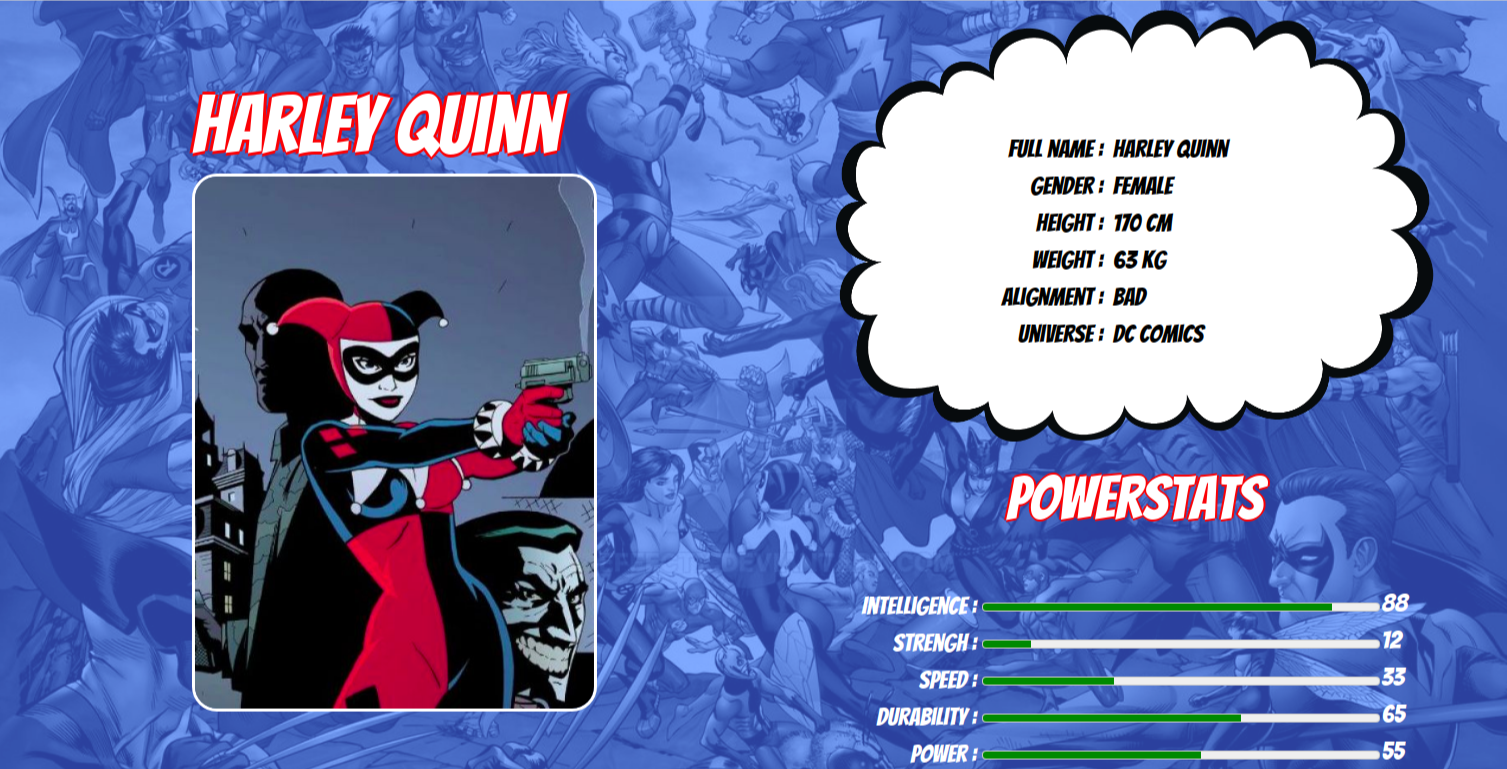 HARLEY QUINN
FULL NAME : HARLEY QUINN
GENDER : FEMALE
HEIGHT : 170 CM
WEIGHT : 63 KG
ALIGNMENT : BAD
UNIVERSE : DC COMICS
POWERSTATS
INTELLIGENCE : 88
STRENGH : 12
SPEED : 33
DURABILITY : 65
POWER : 55